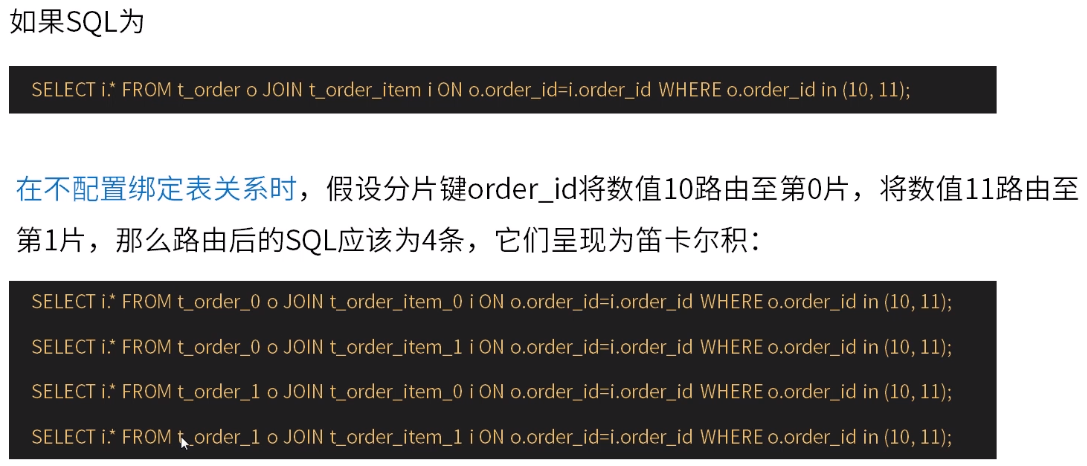 如果SQL为
SELECT i.* FROM t_order o JOIN t_order_item i ON o.order_id=i.order_id WHERE o.order_id in (10, 11);
在不配置绑定表关系时，假设分片键order_id将数值10路由至第0片，将数值11路由至
第1片，那么路由后的SQL应该为4条，它们呈现为笛卡尔积：
SELECT i.* FROM t_order_0 o JOIN t_order_item_0 i ON o.order_id=i.order_id WHERE o.order_id in (10, 11);
SELECT i.* FROM t_order_0 o JOIN t_order_item_1 i ON o.order_id=i.order_id WHERE o.order_id in (10, 11);
SELECT i.* FROM t_order_1 o JOIN t_order_item_0 i ON o.order_id=i.order_id WHERE o.order_id in (10, 11);
SELECT i.* FROM t_order_1 o JOIN t_order_item_1 i ON o.order_id=i.order_id WHERE o.order_id in (10, 11);